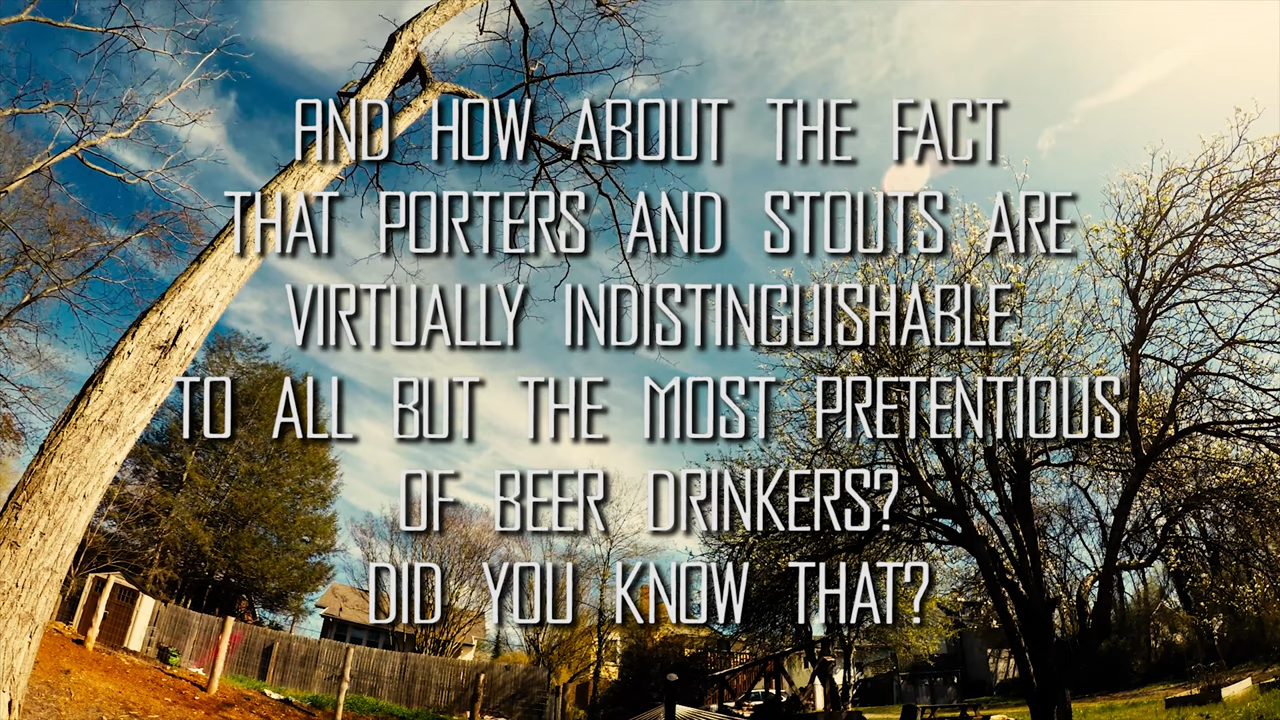 AND HOW ABOUT THE FACT
THAT PORTERS AND STOUTS ARE
VIRTUALLY INDISTINGUISHABLE
TO ALL BUT THE MOST PRETENTIOUS
OF BEER DRINKERS?
DID YOU KNOW THAT?